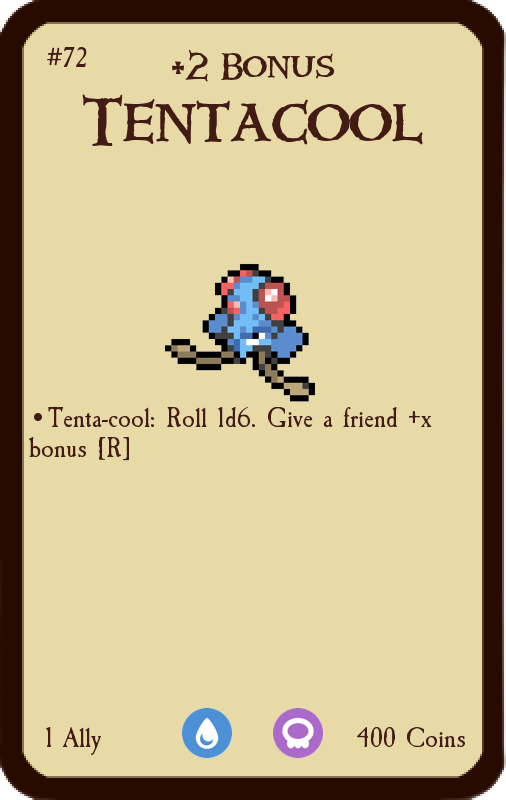 #72
+2 Bonus
Tentacool
•Tenta-cool: Roll 1d6. Give a friend +x
bonus {R]
1 Ally
400 Coins